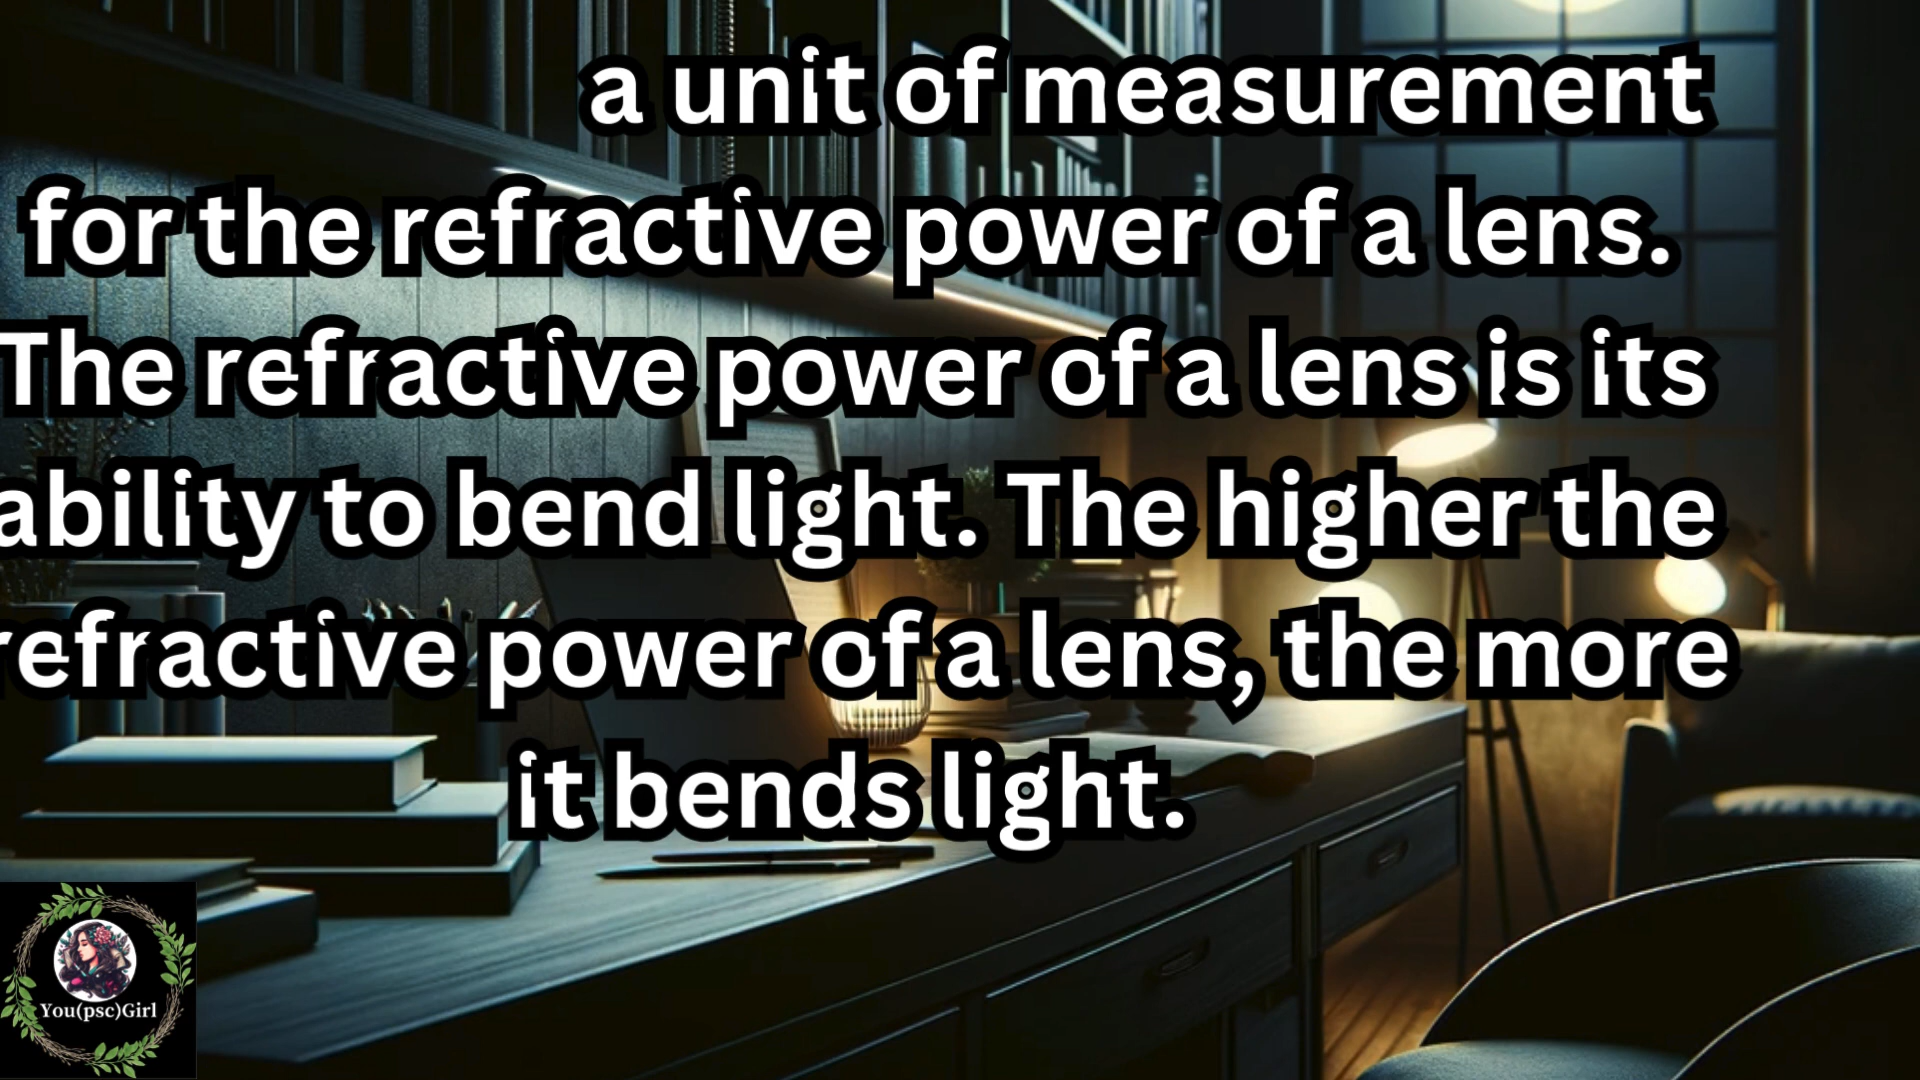 a unit of measurement
for the refractive power of a lens.
The refractive power of a lens is its
ability to bend light. The higher the
refractive power of a lens, the more
it bends light.
You(psc)Girl